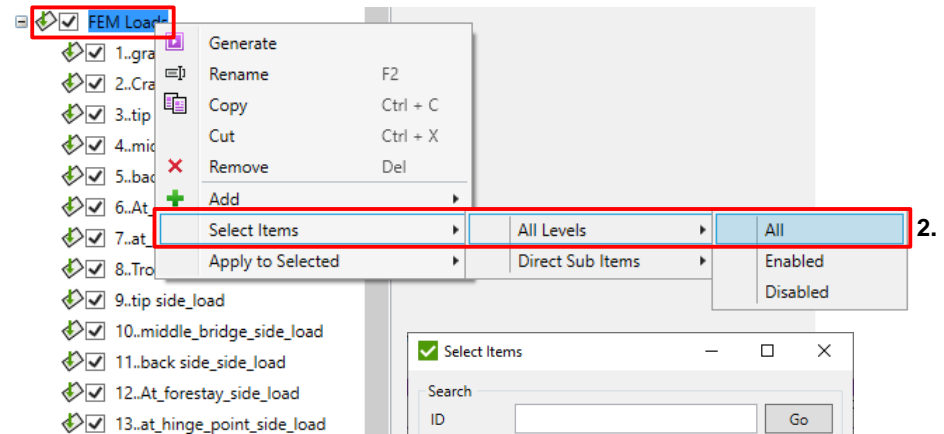 FEM Loads
1..gra
2..Cra
3..tip
4..mic
5..bac
6..At_
7..at_
8..Tro
9..tip side_load
10..middle_bridge_side_load
11..back side_side_load
12..At_forestay_side_load
13..at_hinge_point_side_load
Generate
Rename F2
Copy Ctrl + C
Cut Ctrl + X
Remove Del
Add
Select Items
Apply to Selected
All Levels
Direct Sub Items
All
Enabled
Disabled
2.
Select Items
Search
ID Go